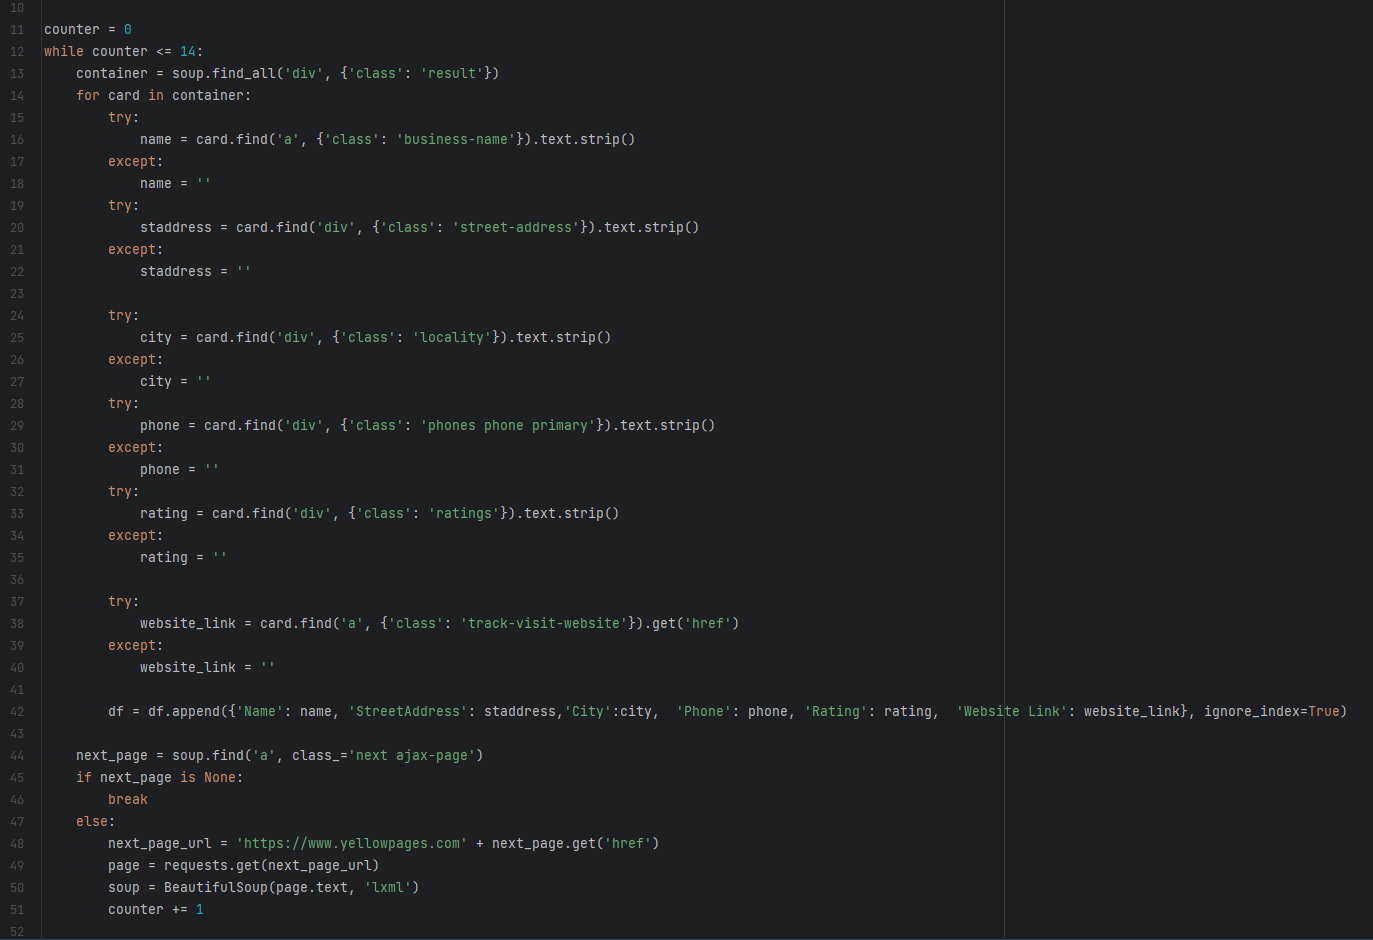 10
11 counter = 0
12 while counter <= 14:
13     container = soup.find_all('div', {'class': 'result'})
14     for card in container:
15         try:
16             name = card.find('a', {'class': 'business-name'}).text.strip()
17         except:
18             name = ''
19         try:
20             staddress = card.find('div', {'class': 'street-address'}).text.strip()
21         except:
22             staddress = ''
23
24         try:
25             city = card.find('div', {'class': 'locality'}).text.strip()
26         except:
27             city = ''
28         try:
29             phone = card.find('div', {'class': 'phones phone primary'}).text.strip()
30         except:
31             phone = ''
32         try:
33             rating = card.find('div', {'class': 'ratings'}).text.strip()
34         except:
35             rating = ''
36
37         try:
38             website_link = card.find('a', {'class': 'track-visit-website'}).get('href')
39         except:
40             website_link = ''
41
42         df = df.append({'Name': name, 'StreetAddress': staddress,'City':city,  'Phone': phone, 'Rating': rating,  'Website Link': website_link}, ignore_index=True)
43
44     next_page = soup.find('a', class_='next ajax-page')
45     if next_page is None:
46         break
47     else:
48         next_page_url = 'https://www.yellowpages.com' + next_page.get('href')
49         page = requests.get(next_page_url)
50         soup = BeautifulSoup(page.text, 'lxml')
51         counter += 1
52